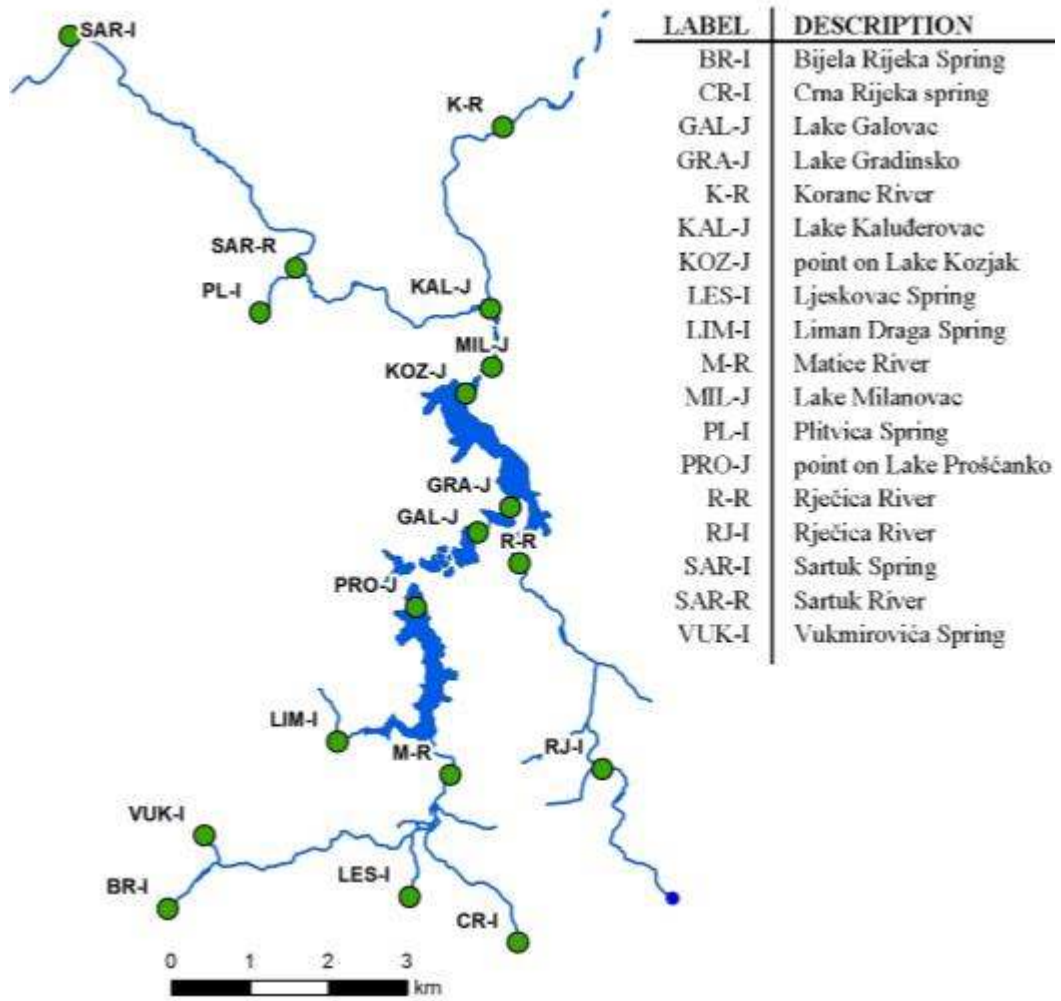 SAR-I
K-R
SAR-R
PL-I
KAL-J
MIL-J
KOZ-J
GRA-J
GAL-J
R-R
PRO-J
LIM-I
M-R
RJ-I
VUK-I
LES-I
BR-I
CR-I
0 1 2 3
km
LABEL DESCRIPTION
BR-I Bijela Rijeka Spring
CR-I Crna Rijeka spring
GAL-J Lake Galovac
GRA-J Lake Gradinsko
K-R Korane River
KAL-J Lake Kaluđerovac
KOZ-J point on Lake Kozjak
LES-I Ljeskovac Spring
LIM-I Liman Draga Spring
M-R Matice River
MIL-J Lake Milanovac
PL-I Plitvica Spring
PRO-J point on Lake Prošćanko
R-R Rječica River
RJ-I Rječica River
SAR-I Sartuk Spring
SAR-R Sartuk River
VUK-I Vukmirovića Spring